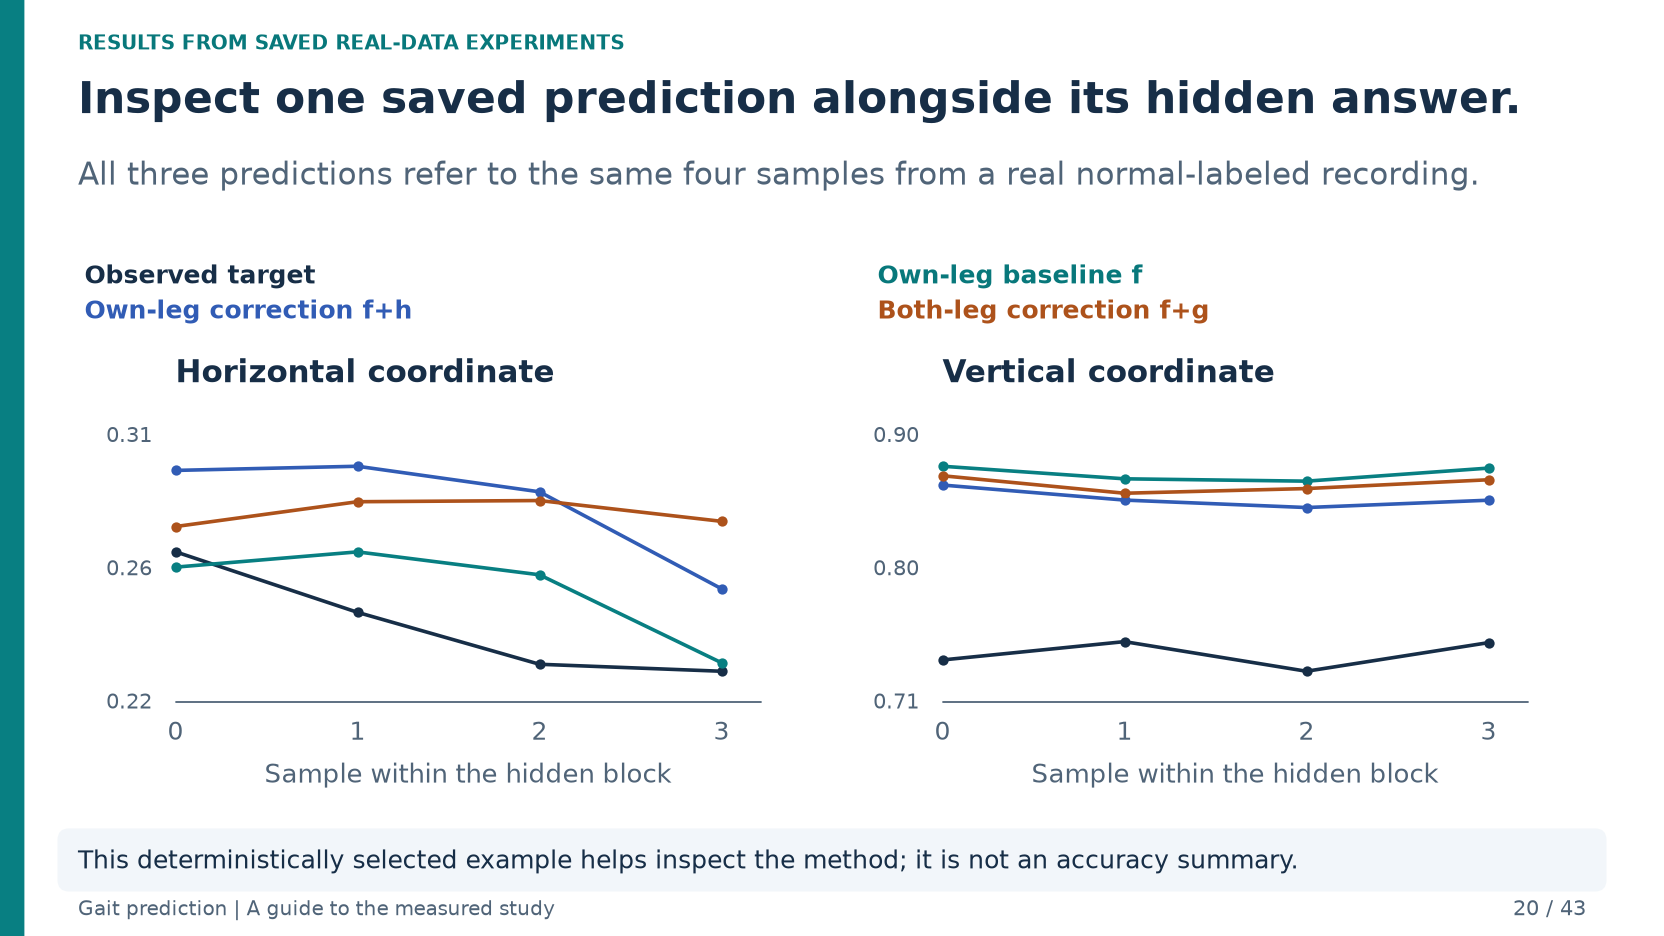 RESULTS FROM SAVED REAL-DATA EXPERIMENTS
Inspect one saved prediction alongside its hidden answer.
All three predictions refer to the same four samples from a real normal-labeled recording.
Observed target
Own-leg correction f+h
Own-leg baseline f
Both-leg correction f+g
Horizontal coordinate
0.31
0.26
0.22
0 1 2 3
Sample within the hidden block
Vertical coordinate
0.90
0.80
0.71
0 1 2 3
Sample within the hidden block
This deterministically selected example helps inspect the method; it is not an accuracy summary.
Gait prediction | A guide to the measured study
20 / 43